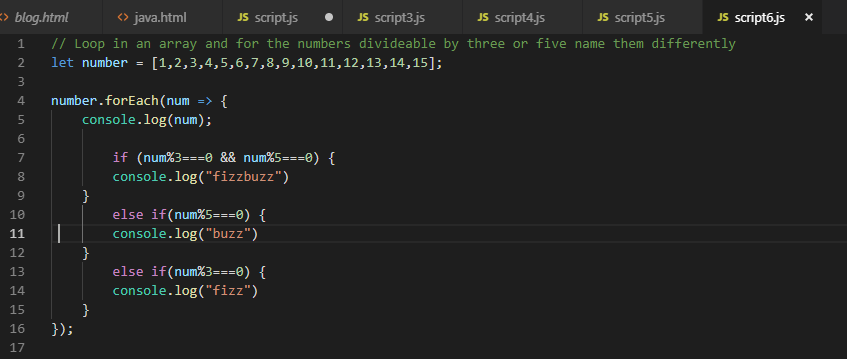 <> blog.html <> java.html JS script.js ● JS script3.js JS script4.js JS script5.js JS script6.js ×
1 // Loop in an array and for the numbers divideable by three or five name them differently
2 let number = [1,2,3,4,5,6,7,8,9,10,11,12,13,14,15];
3
4 number.forEach(num => {
5     console.log(num);
6
7         if (num%3===0 && num%5===0) {
8         console.log("fizzbuzz")
9     }
10         else if(num%5===0) {
11         console.log("buzz")
12     }
13         else if(num%3===0) {
14         console.log("fizz")
15     }
16 });
17